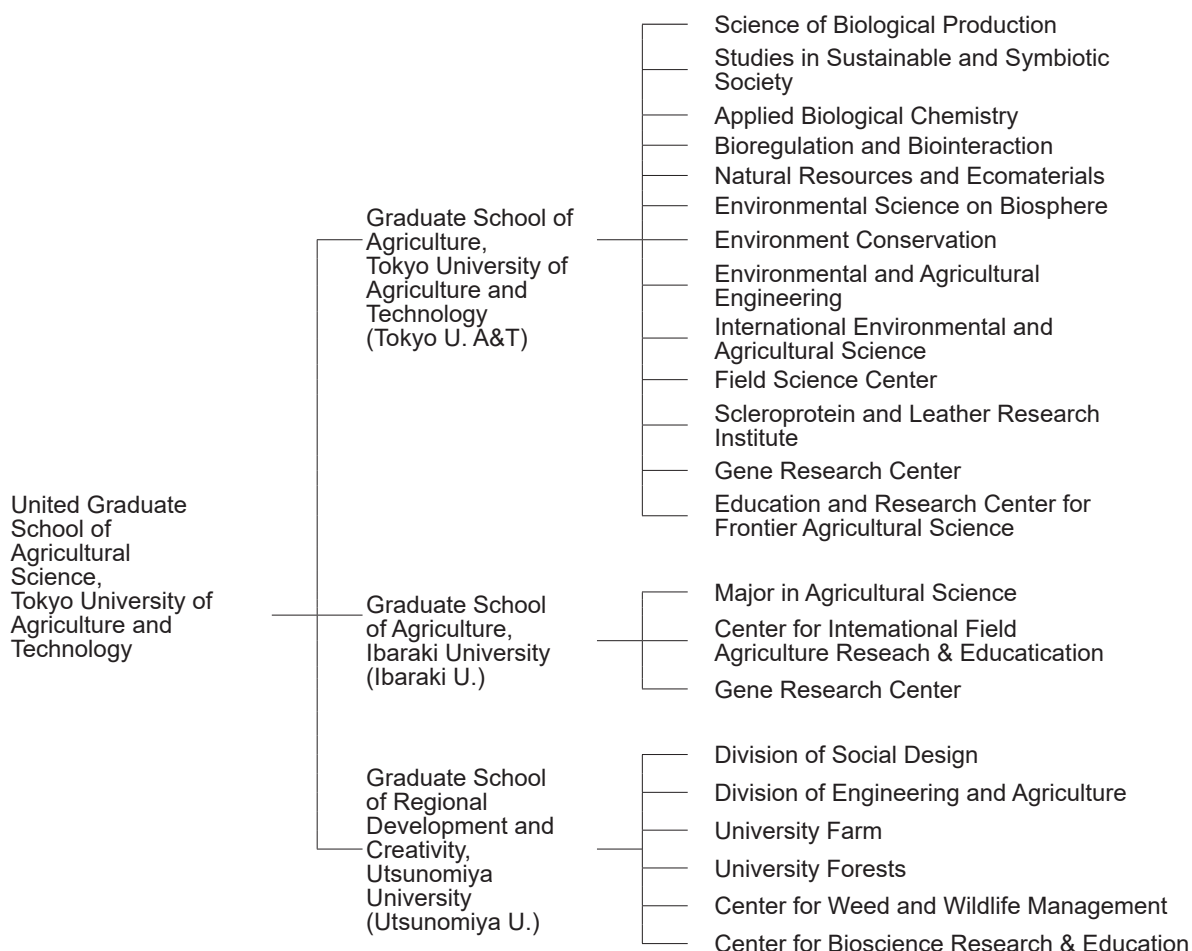 United Graduate
School of
Agricultural
Science,
Tokyo University of
Agriculture and
Technology
Graduate School of
Agriculture,
Tokyo University of
Agriculture and
Technology
(Tokyo U. A&T)
Science of Biological Production
Studies in Sustainable and Symbiotic
Society
Applied Biological Chemistry
Bioregulation and Biointeraction
Natural Resources and Ecomaterials
Environmental Science on Biosphere
Environment Conservation
Environmental and Agricultural
Engineering
International Environmental and
Agricultural Science
Field Science Center
Scleroprotein and Leather Research
Institute
Gene Research Center
Education and Research Center for
Frontier Agricultural Science
Graduate School
of Agriculture,
Ibaraki University
(Ibaraki U.)
Major in Agricultural Science
Center for Intemational Field
Agriculture Reseach & Educatication
Gene Research Center
Graduate School
of Regional
Development and
Creativity,
Utsunomiya
University
(Utsunomiya U.)
Division of Social Design
Division of Engineering and Agriculture
University Farm
University Forests
Center for Weed and Wildlife Management
Center for Bioscience Research & Education